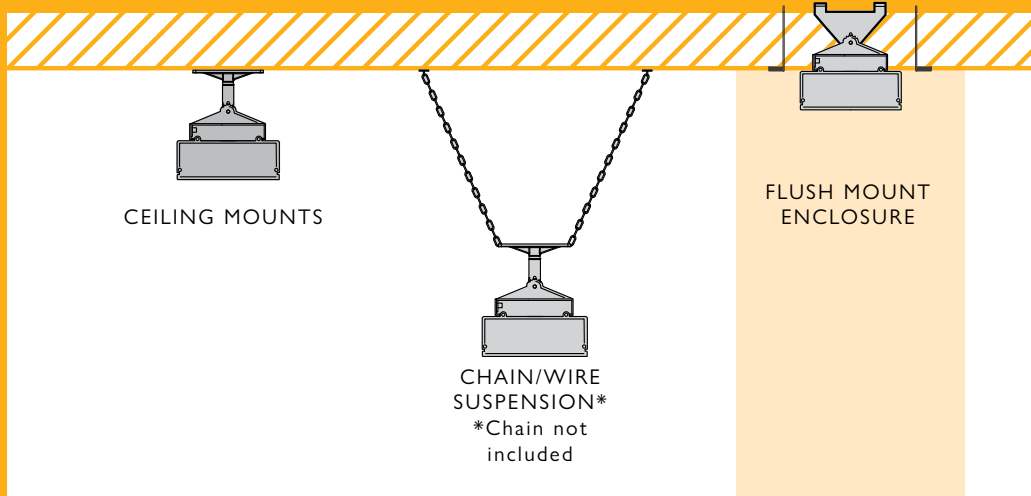 CEILING MOUNTS
CHAIN/WIRE
SUSPENSION*
*Chain not
included
FLUSH MOUNT
ENCLOSURE